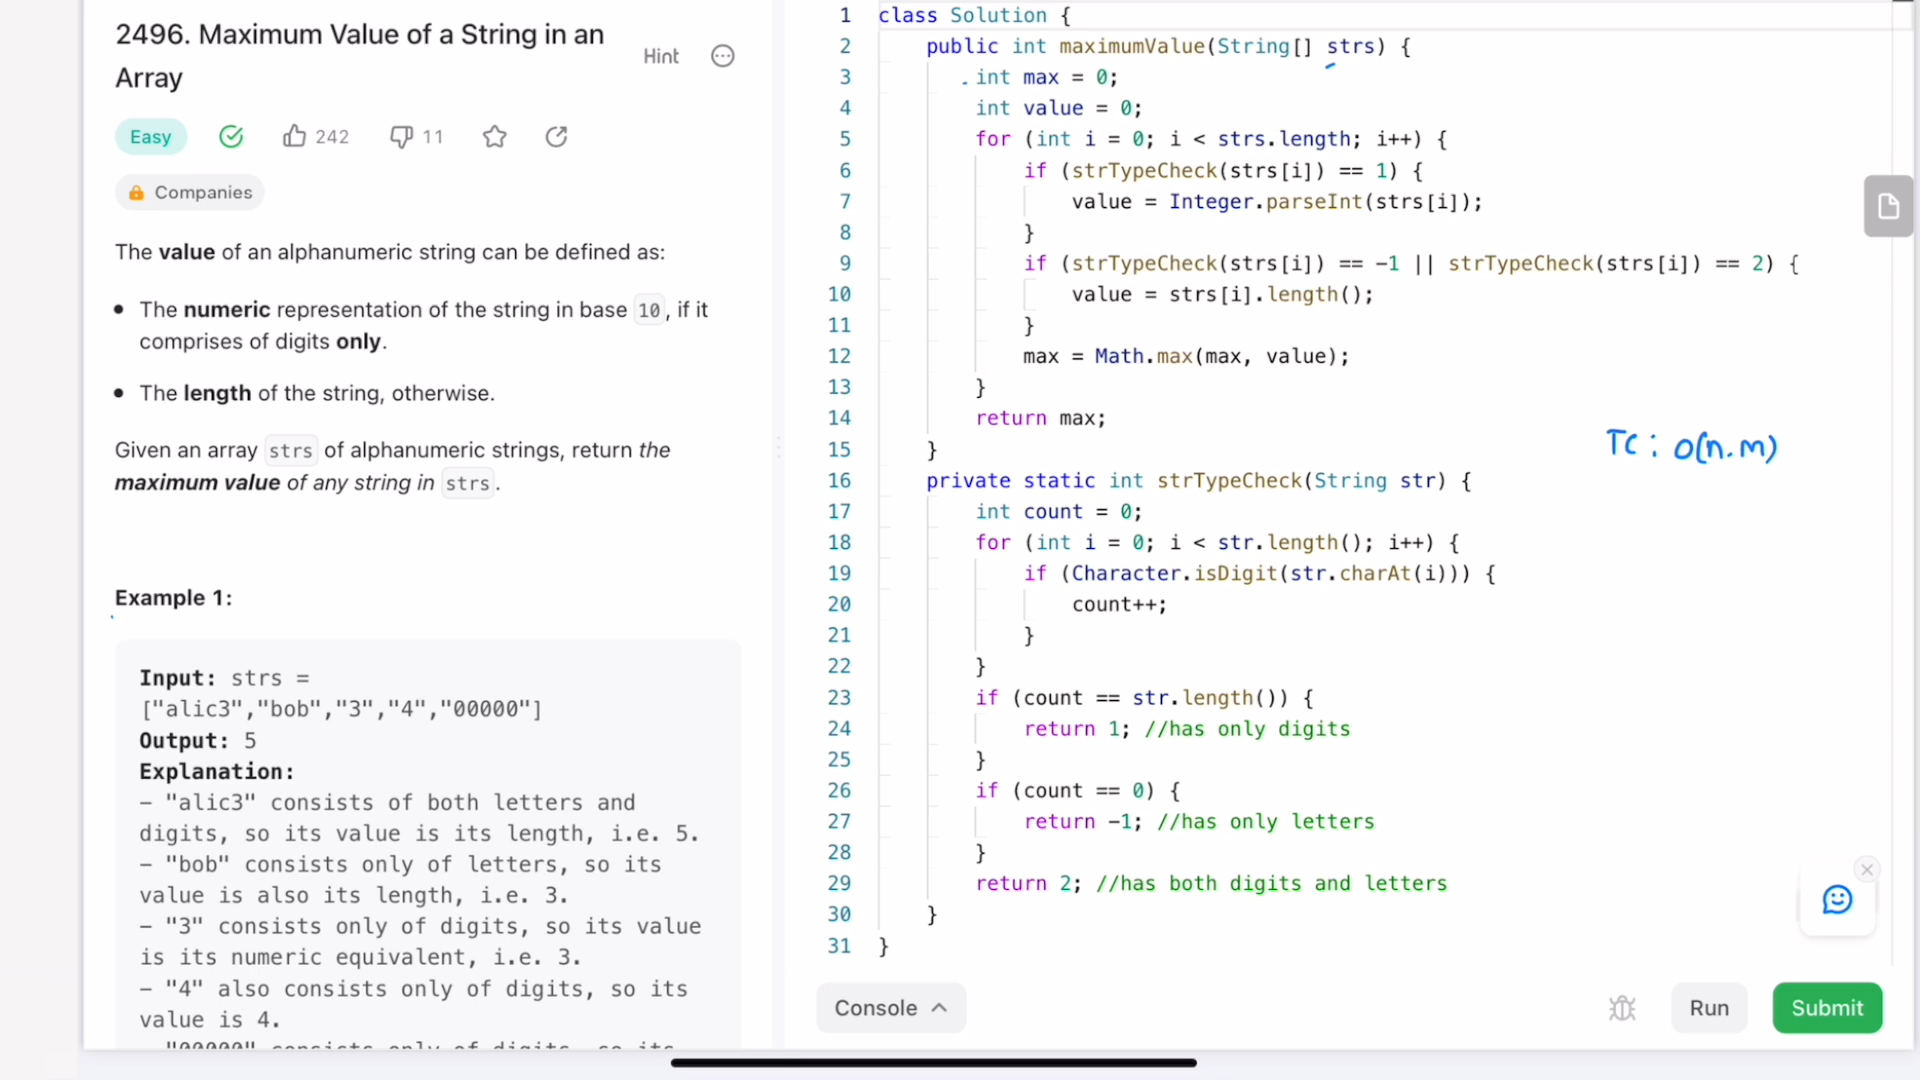 2496. Maximum Value of a String in an
Array
Hint
Easy
242
11
Companies
The value of an alphanumeric string can be defined as:
The numeric representation of the string in base 10, if it
comprises of digits only.
The length of the string, otherwise.
Given an array strs of alphanumeric strings, return the
maximum value of any string in strs.
Example 1:
Input: strs =
["alic3","bob","3","4","00000"]
Output: 5
Explanation:
- "alic3" consists of both letters and
digits, so its value is its length, i.e. 5.
- "bob" consists only of letters, so its
value is also its length, i.e. 3.
- "3" consists only of digits, so its value
is its numeric equivalent, i.e. 3.
- "4" also consists only of digits, so its
value is 4.
- "00000" consists only of digits, so its
1 class Solution {
2 public int maximumValue(String[] strs) {
3 int max = 0;
4 int value = 0;
5 for (int i = 0; i < strs.length; i++) {
6 if (strTypeCheck(strs[i]) == 1) {
7 value = Integer.parseInt(strs[i]);
8 }
9 if (strTypeCheck(strs[i]) == -1 || strTypeCheck(strs[i]) == 2) {
10 value = strs[i].length();
11 }
12 max = Math.max(max, value);
13 }
14 return max;
15 }
16 private static int strTypeCheck(String str) {
17 int count = 0;
18 for (int i = 0; i < str.length(); i++) {
19 if (Character.isDigit(str.charAt(i))) {
20 count++;
21 }
22 }
23 if (count == str.length()) {
24 return 1; //has only digits
25 }
26 if (count == 0) {
27 return -1; //has only letters
28 }
29 return 2; //has both digits and letters
30 }
31 }
TC : O(n.m)
Console
Run
Submit